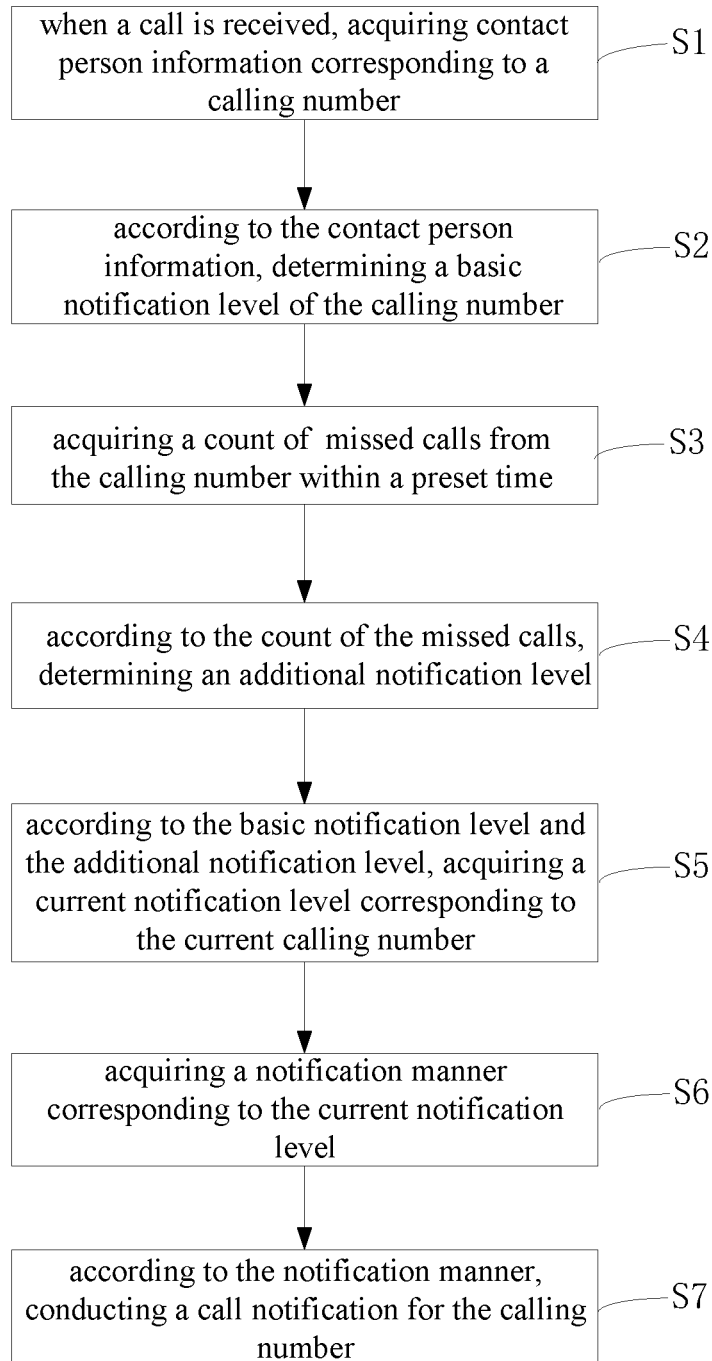 when a call is received, acquiring contact
person information corresponding to a
calling number
S1
according to the contact person
information, determining a basic
notification level of the calling number
S2
acquiring a count of missed calls from
the calling number within a preset time
S3
according to the count of the missed calls,
determining an additional notification level
S4
according to the basic notification level and
the additional notification level, acquiring a
current notification level corresponding to
the current calling number
S5
acquiring a notification manner
corresponding to the current notification
level
S6
according to the notification manner,
conducting a call notification for the calling
number
S7